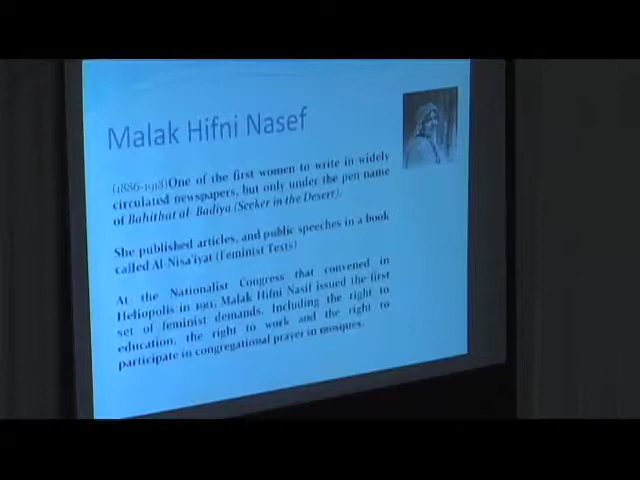 Malak Hifni Nasef
(1886-1918)One of the first women to write in widely
circulated newspapers, but only under the pen name
of Bahithat al-Badiya (Seeker in the Desert).
She published articles, and public speeches in a book
called Al-Nisa'iyat (Feminist Texts)
At the Nationalist Congress that convened in
Heliopolis in 1911, Malak Hifni Nasif issued the first
set of feminist demands. Including the right to
education, the right to work and the right to
participate in congregational prayer in mosques.